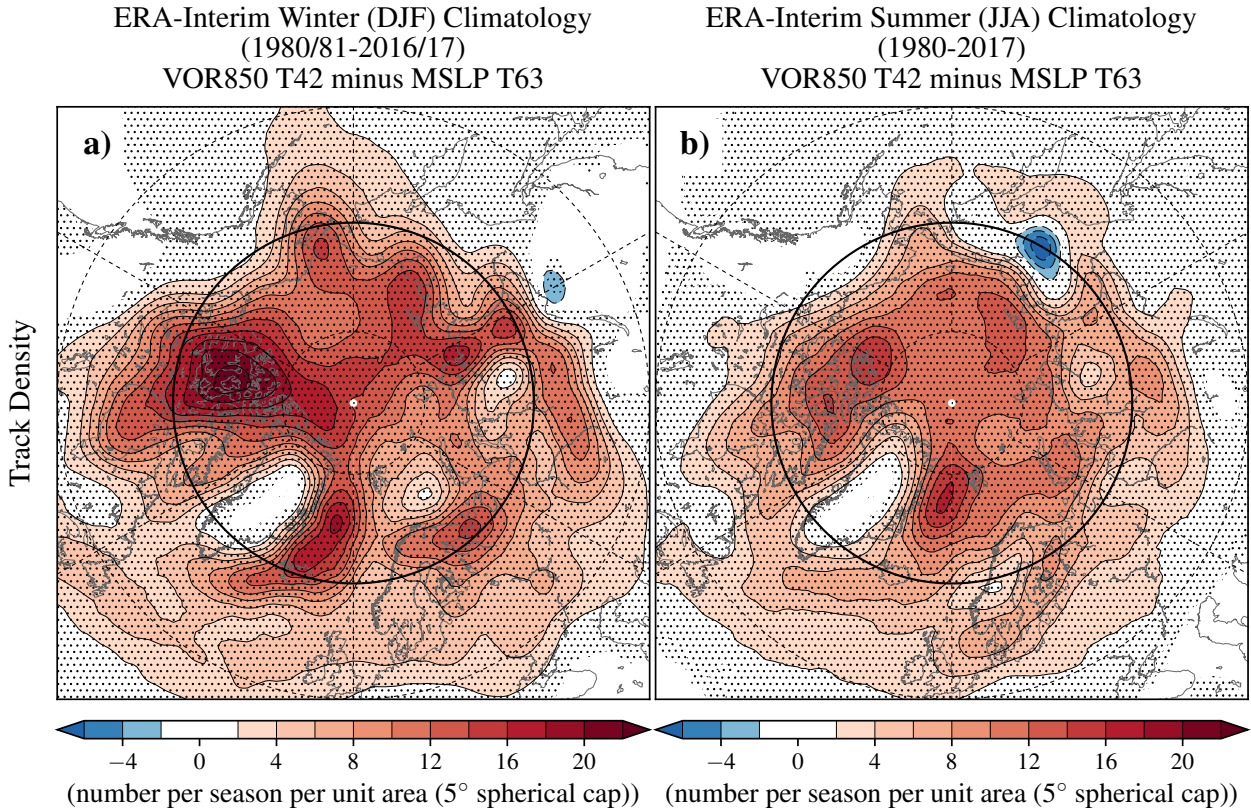 ERA-Interim Winter (DJF) Climatology
(1980/81-2016/17)
VOR850 T42 minus MSLP T63
ERA-Interim Summer (JJA) Climatology
(1980-2017)
VOR850 T42 minus MSLP T63
a)
b)
Track Density
−4 0 4 8 12 16 20
(number per season per unit area (5° spherical cap))
−4 0 4 8 12 16 20
(number per season per unit area (5° spherical cap))